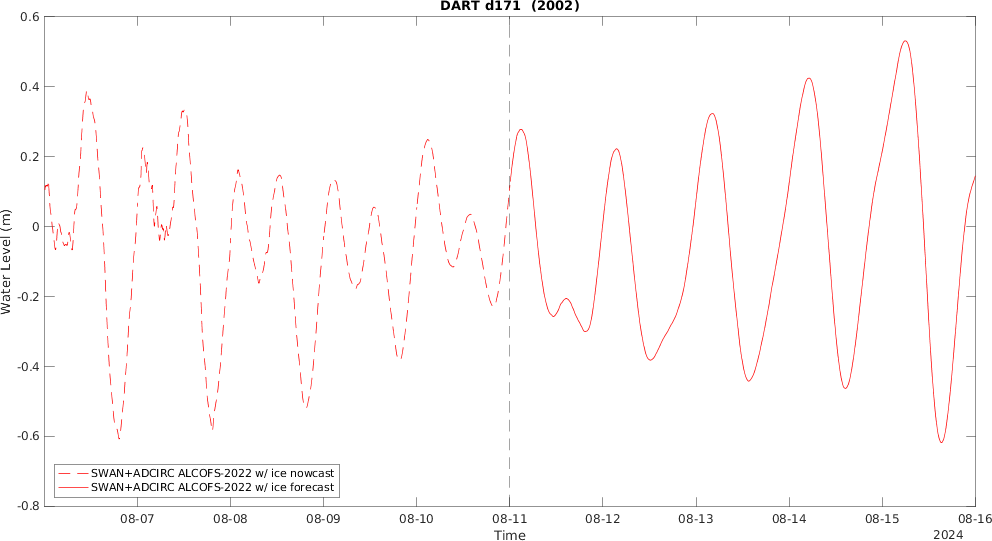 DART d171  (2002)
0.6
0.4
0.2
0
-0.2
-0.4
-0.6
-0.8
Water Level (m)
SWAN+ADCIRC ALCOFS-2022 w/ ice nowcast
SWAN+ADCIRC ALCOFS-2022 w/ ice forecast
08-07 08-08 08-09 08-10 08-11 08-12 08-13 08-14 08-15 08-16
Time
2024